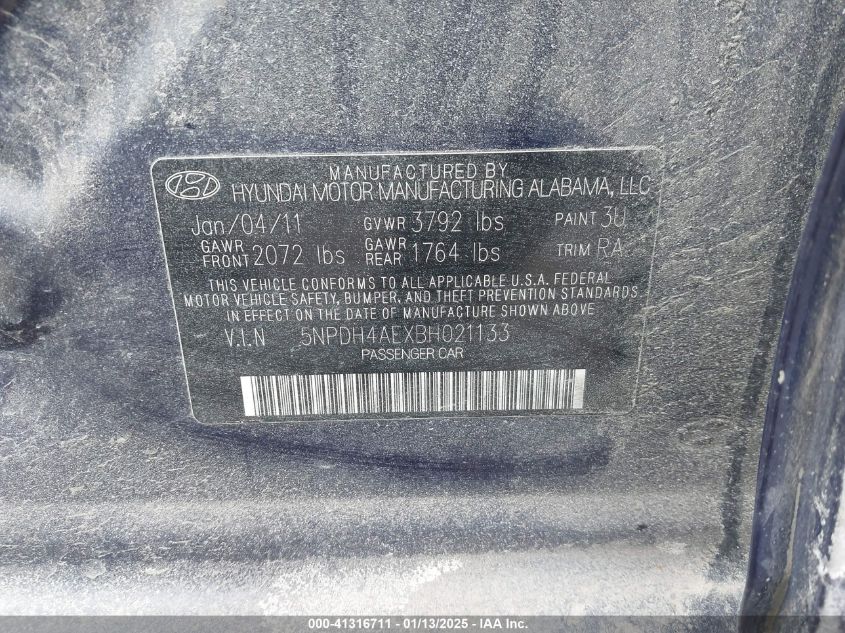 MANUFACTURED BY
HYUNDAI MOTOR MANUFACTURING ALABAMA, LLC
Jan/04/11 GVWR 3792 lbs PAINT 3U
GAWR FRONT 2072 lbs GAWR REAR 1764 lbs TRIM RA
THIS VEHICLE CONFORMS TO ALL APPLICABLE U.S.A. FEDERAL
MOTOR VEHICLE SAFETY, BUMPER, AND THEFT PREVENTION STANDARDS
IN EFFECT ON THE DATE OF MANUFACTURE SHOWN ABOVE
V.I.N 5NPDH4AEXBH021133
PASSENGER CAR
000-41316711 - 01/13/2025 - IAAI.COM -